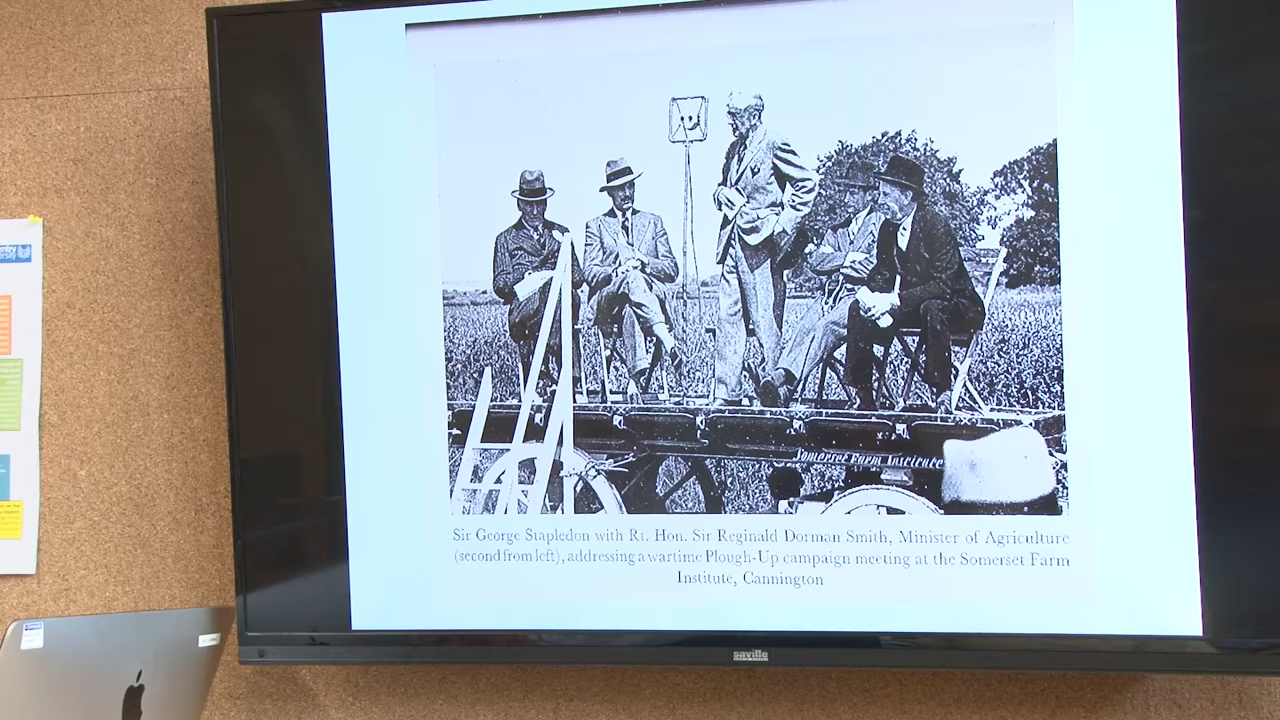 Somerset Farm Institute
Sir George Stapledon with Rt. Hon. Sir Reginald Dorman Smith, Minister of Agriculture
(second from left), addressing a wartime Plough-Up campaign meeting at the Somerset Farm
Institute, Cannington
saville